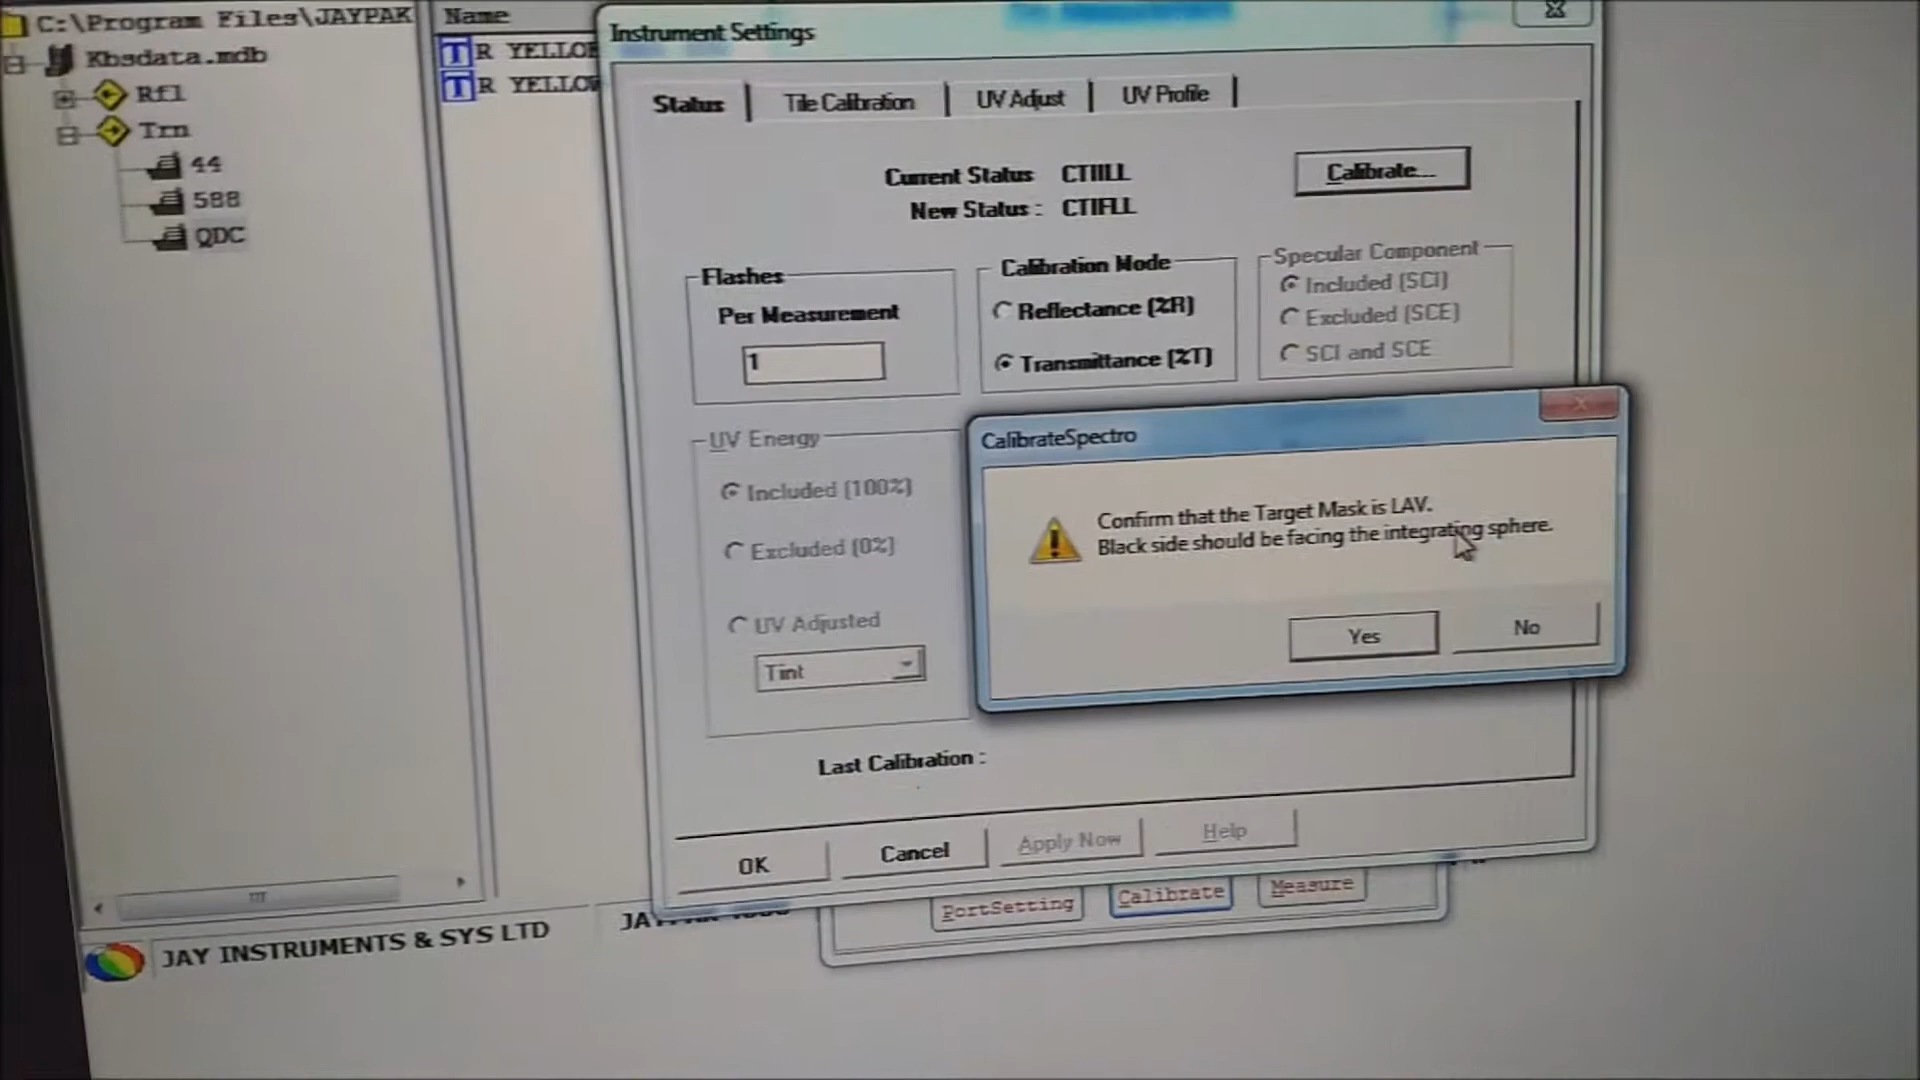 C:\Program Files\JAYPAK
Kbsdata.mdb
Rfl
Trn
44
588
QDC
Name
T R YELLO
T R YELLOW
Instrument Settings
Status
Tile Calibration
UV Adjust
UV Profile
Current Status CTIILL
New Status : CTIFLL
Calibrate...
Flashes
Per Measurement
1
Calibration Mode
Reflectance (%R)
Transmittance (%T)
Specular Component
Included (SCI)
Excluded (SCE)
SCI and SCE
UV Energy
Included (100%)
Excluded (0%)
UV Adjusted
Tint
CalibrateSpectro
Confirm that the Target Mask is LAV.
Black side should be facing the integrating sphere.
Yes
No
Last Calibration :
OK
Cancel
Apply Now
Help
PortSetting
Calibrate
Measure
JAY INSTRUMENTS & SYS LTD